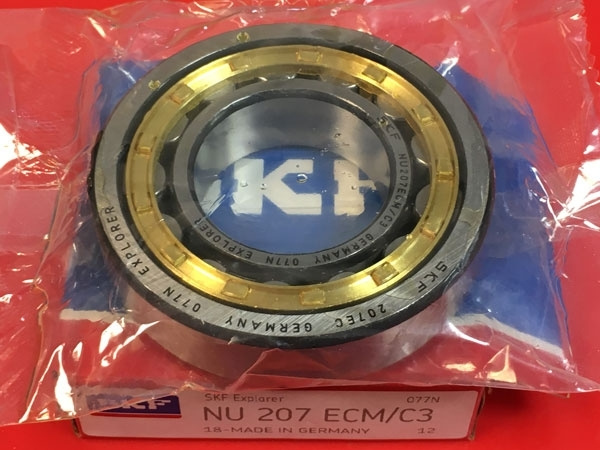 SKF NU207ECM/C3 GERMANY 077N EXPLORER
SKF 207EC GERMANY 077N EXPLORER
SKF
SKF
SKF Explorer 077N
NU 207 ECM/C3
18-MADE IN GERMANY 12